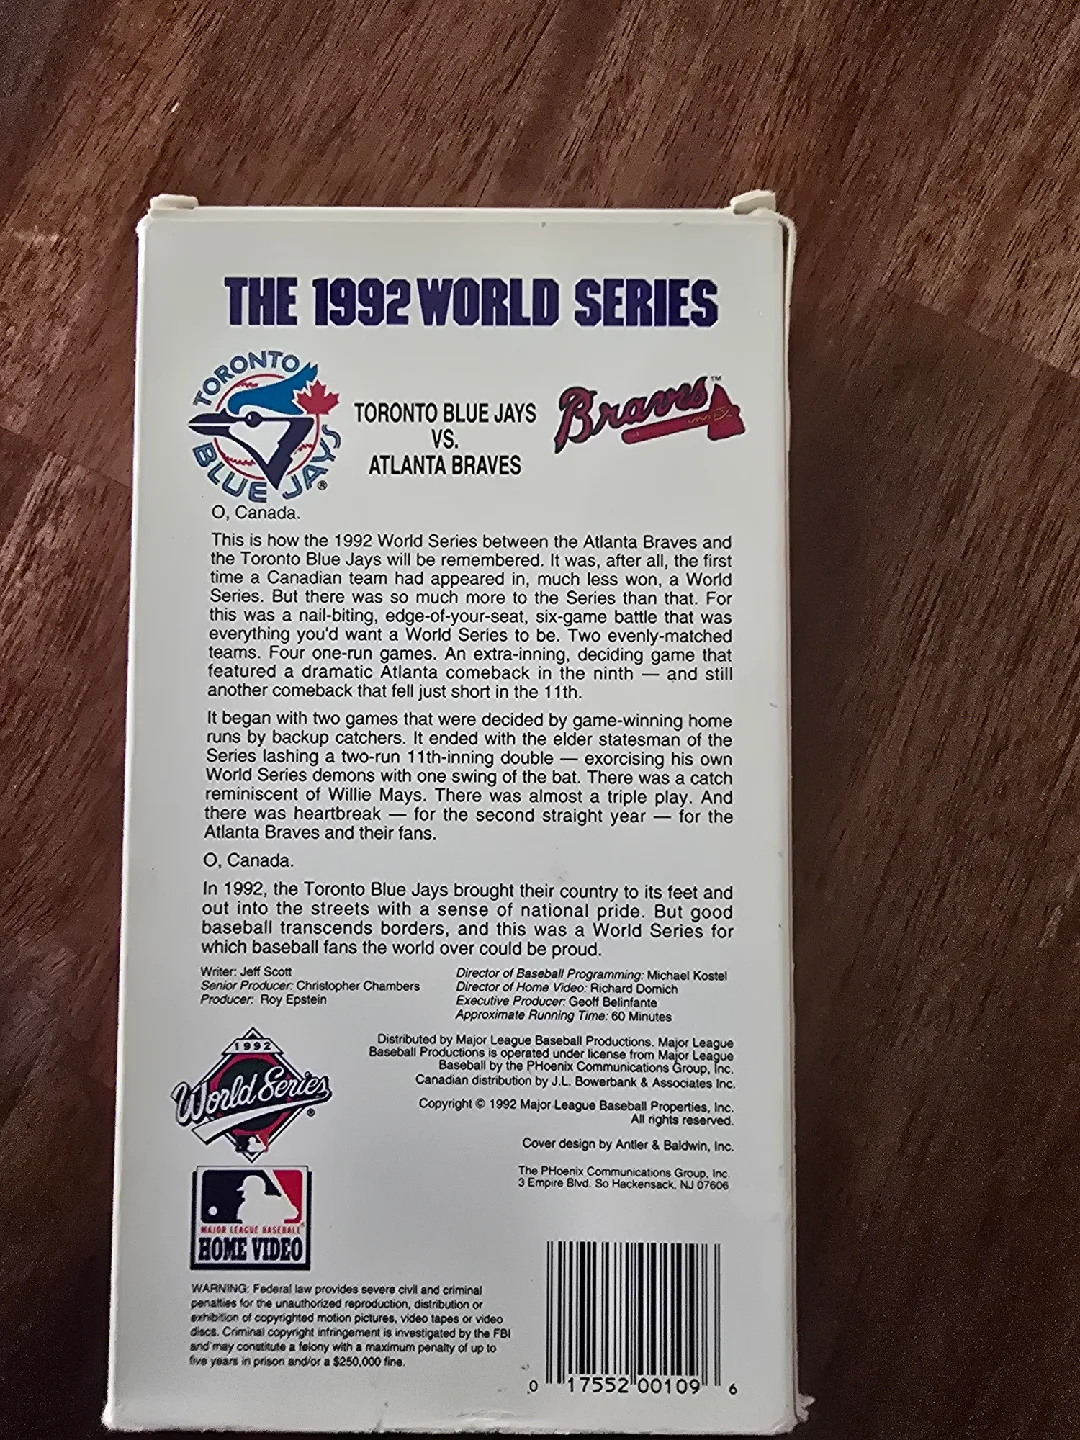 THE 1992 WORLD SERIES
TORONTO
BLUE JAYS®
TORONTO BLUE JAYS
VS.
ATLANTA BRAVES
Braves™
O, Canada.
This is how the 1992 World Series between the Atlanta Braves and
the Toronto Blue Jays will be remembered. It was, after all, the first
time a Canadian team had appeared in, much less won, a World
Series. But there was so much more to the Series than that. For
this was a nail-biting, edge-of-your-seat, six-game battle that was
everything you'd want a World Series to be. Two evenly-matched
teams. Four one-run games. An extra-inning, deciding game that
featured a dramatic Atlanta comeback in the ninth — and still
another comeback that fell just short in the 11th.
It began with two games that were decided by game-winning home
runs by backup catchers. It ended with the elder statesman of the
Series lashing a two-run 11th-inning double — exorcising his own
World Series demons with one swing of the bat. There was a catch
reminiscent of Willie Mays. There was almost a triple play. And
there was heartbreak — for the second straight year — for the
Atlanta Braves and their fans.
O, Canada.
In 1992, the Toronto Blue Jays brought their country to its feet and
out into the streets with a sense of national pride. But good
baseball transcends borders, and this was a World Series for
which baseball fans the world over could be proud.
Writer: Jeff Scott
Senior Producer: Christopher Chambers
Producer: Roy Epstein
Director of Baseball Programming: Michael Kostel
Director of Home Video: Richard Domich
Executive Producer: Geoff Belinfante
Approximate Running Time: 60 Minutes
Distributed by Major League Baseball Productions. Major League
Baseball Productions is operated under license from Major League
Baseball by the PHoenix Communications Group, Inc.
Canadian distribution by J.L. Bowerbank & Associates Inc.
Copyright © 1992 Major League Baseball Properties, Inc.
All rights reserved.
Cover design by Antler & Baldwin, Inc.
The PHoenix Communications Group, Inc.
3 Empire Blvd. So Hackensack, NJ 07606
1992
World Series®
MAJOR LEAGUE BASEBALL
HOME VIDEO
WARNING: Federal law provides severe civil and criminal
penalties for the unauthorized reproduction, distribution or
exhibition of copyrighted motion pictures, video tapes or video
discs. Criminal copyright infringement is investigated by the FBI
and may constitute a felony with a maximum penalty of up to
five years in prison and/or a $250,000 fine.
0 17552 00109 6